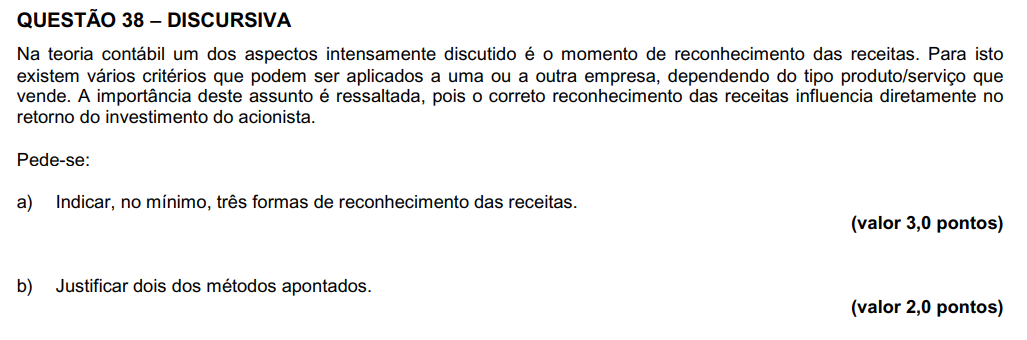 QUESTÃO 38 – DISCURSIVA
Na teoria contábil um dos aspectos intensamente discutido é o momento de reconhecimento das receitas. Para isto
existem vários critérios que podem ser aplicados a uma ou a outra empresa, dependendo do tipo produto/serviço que
vende. A importância deste assunto é ressaltada, pois o correto reconhecimento das receitas influencia diretamente no
retorno do investimento do acionista.
Pede-se:
a) Indicar, no mínimo, três formas de reconhecimento das receitas.
(valor 3,0 pontos)
b) Justificar dois dos métodos apontados.
(valor 2,0 pontos)